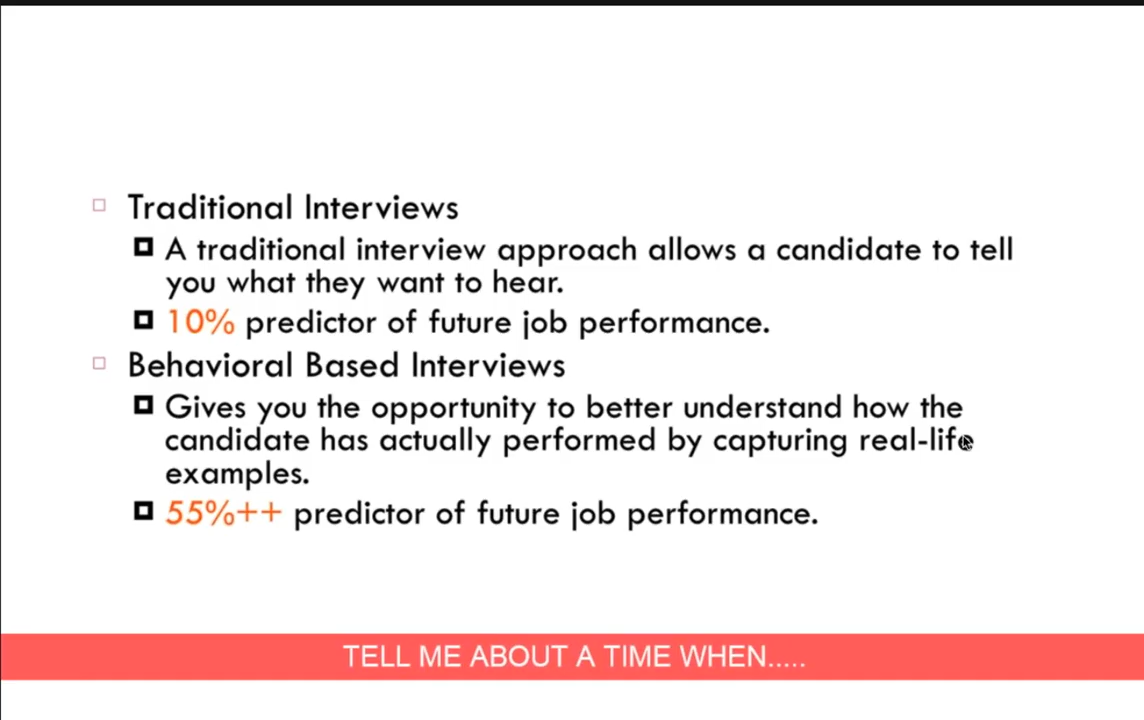 Traditional Interviews
A traditional interview approach allows a candidate to tell
you what they want to hear.
10% predictor of future job performance.
Behavioral Based Interviews
Gives you the opportunity to better understand how the
candidate has actually performed by capturing real-life
examples.
55%++ predictor of future job performance.
TELL ME ABOUT A TIME WHEN.....